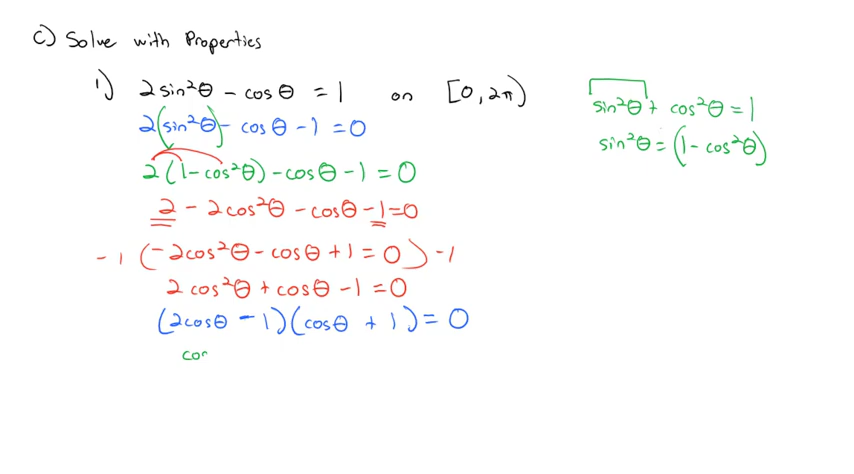 c) Solve with Properties
1) 2sin²θ - cosθ = 1 on [0, 2π)
2(sin²θ) - cosθ - 1 = 0
2(1 - cos²θ) - cosθ - 1 = 0
2 - 2cos²θ - cosθ - 1 = 0
-1 (-2cos²θ - cosθ + 1 = 0) -1
2cos²θ + cosθ - 1 = 0
(2cosθ - 1)(cosθ + 1) = 0
cos
sin²θ + cos²θ = 1
sin²θ = (1 - cos²θ)